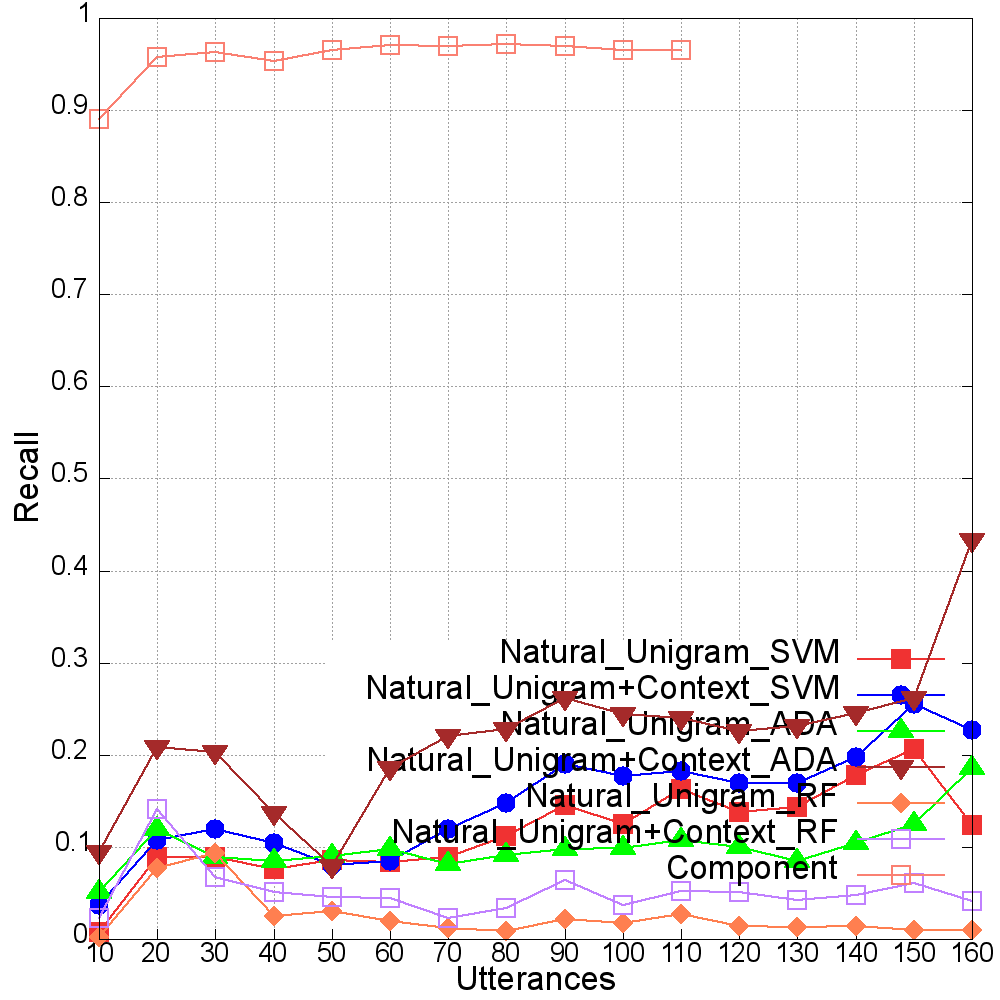 1
0.9
0.8
0.7
0.6
0.5
0.4
0.3
0.2
0.1
0
Recall
Natural_Unigram_SVM
Natural_Unigram+Context_SVM
Natural_Unigram_ADA
Natural_Unigram+Context_ADA
Natural_Unigram_RF
Natural_Unigram+Context_RF
Component
10 20 30 40 50 60 70 80 90 100 110 120 130 140 150 160
Utterances